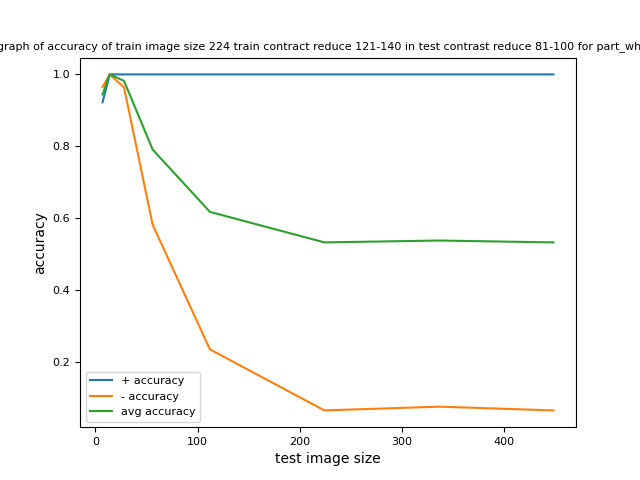 graph of accuracy of train image size 224 train contract reduce 121-140 in test contrast reduce 81-100 for
1.0
0.8
0.6
0.4
0.2
accuracy
+ accuracy
- accuracy
avg accuracy
0 100 200 300 400
test image size